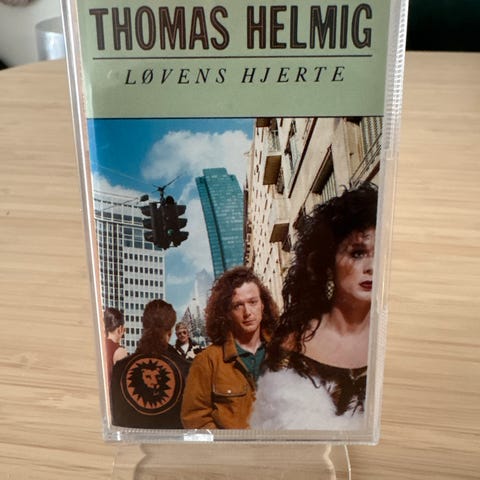 THOMAS HELMIG
LØVENS HJERTE